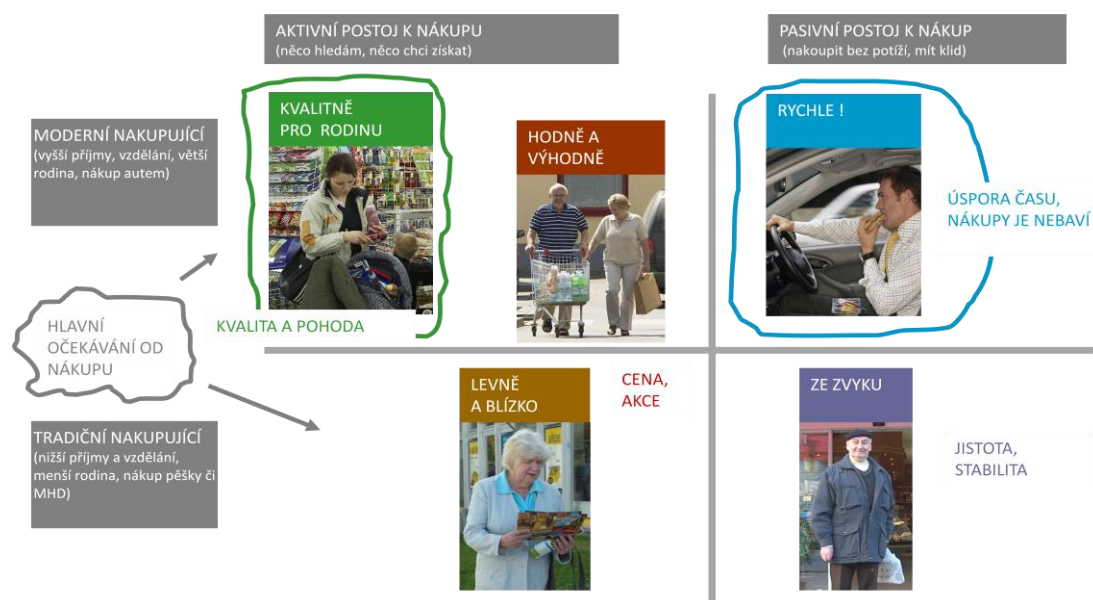 AKTIVNÍ POSTOJ K NÁKUPU
(něco hledám, něco chci získat)
PASIVNÍ POSTOJ K NÁKUP
(nakoupit bez potíží, mít klid)
MODERNÍ NAKUPUJÍCÍ
(vyšší příjmy, vzdělání, větší
rodina, nákup autem)
KVALITNĚ
PRO RODINU
HODNĚ A
VÝHODNĚ
RYCHLE !
ÚSPORA ČASU,
NÁKUPY JE NEBAVÍ
HLAVNÍ
OČEKÁVÁNÍ OD
NÁKUPU
KVALITA A POHODA
LEVNĚ
A BLÍZKO
CENA,
AKCE
ZE ZVYKU
TRADIČNÍ NAKUPUJÍCÍ
(nižší příjmy a vzdělání,
menší rodina, nákup pěšky či
MHD)
JISTOTA,
STABILITA